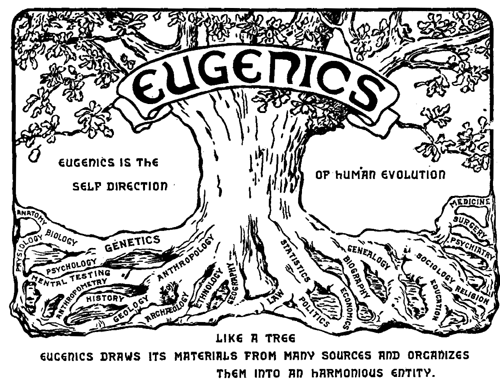 EUGENICS
EUGENICS IS THE
SELF DIRECTION
OF HUMAN EVOLUTION
ANATOMY
PHYSIOLOGY
BIOLOGY
GENETICS
PSYCHOLOGY
MENTAL TESTING
ANTHROPOMETRY
HISTORY
GEOLOGY
ANTHROPOLOGY
ARCHAEOLOGY
ETHNOLOGY
GEOGRAPHY
LAW
STATISTICS
POLITICS
ECONOMICS
BIOGRAPHY
GENEALOGY
EDUCATION
SOCIOLOGY
RELIGION
PSYCHIATRY
SURGERY
MEDICINE
LIKE A TREE
EUGENICS DRAWS ITS MATERIALS FROM MANY SOURCES AND ORGANIZES
THEM INTO AN HARMONIOUS ENTITY.